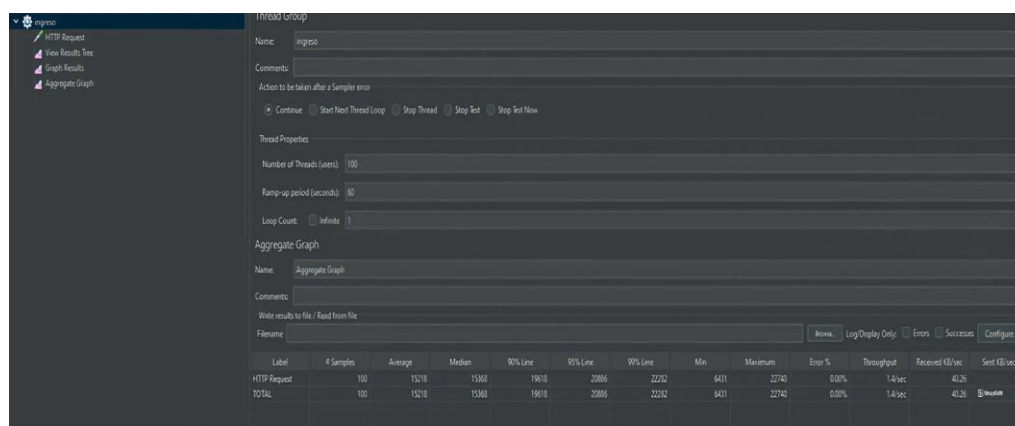 ingreso
HTTP Request
View Results Tree
Graph Results
Aggregate Graph
Thread Group
Name: ingreso
Comments:
Action to be taken after a Sampler error
Continue Start Next Thread Loop Stop Thread Stop Test Stop Test Now
Thread Properties
Number of Threads (users): 100
Ramp-up period (seconds): 60
Loop Count: Infinite 1
Aggregate Graph
Name: Aggregate Graph
Comments:
Write results to file / Read from file
Filename Browse... Log/Display Only: Errors Successes Configure
Label # Samples Average Median 90% Line 95% Line 99% Line Min Maximum Error % Throughput Received KB/sec Sent KB/sec
HTTP Request 100 15218 15368 19618 20886 22282 6431 22740 0.00% 1.4/sec 40.26
TOTAL 100 15218 15368 19618 20886 22282 6431 22740 0.00% 1.4/sec 40.26